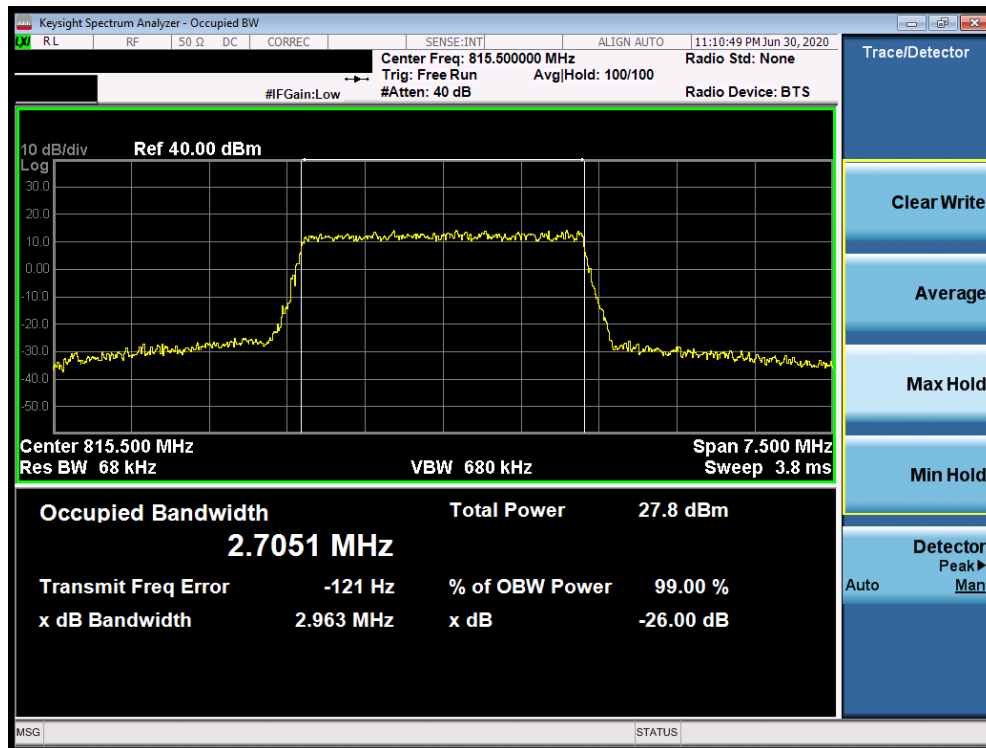 Keysight Spectrum Analyzer - Occupied BW
LXI RL RF 50 Ω DC CORREC SENSE:INT ALIGN AUTO 11:10:49 PM Jun 30, 2020
Center Freq: 815.500000 MHz Radio Std: None
Trig: Free Run Avg|Hold: 100/100
#IFGain:Low #Atten: 40 dB Radio Device: BTS
Trace/Detector
10 dB/div Ref 40.00 dBm
Log
30.0
20.0
10.0
0.00
-10.0
-20.0
-30.0
-40.0
-50.0
Center 815.500 MHz Span 7.500 MHz
Res BW 68 kHz VBW 680 kHz Sweep 3.8 ms
Occupied Bandwidth Total Power 27.8 dBm
2.7051 MHz
Transmit Freq Error -121 Hz % of OBW Power 99.00 %
x dB Bandwidth 2.963 MHz x dB -26.00 dB
Clear Write
Average
Max Hold
Min Hold
Detector
Peak▶
Auto Man
MSG STATUS